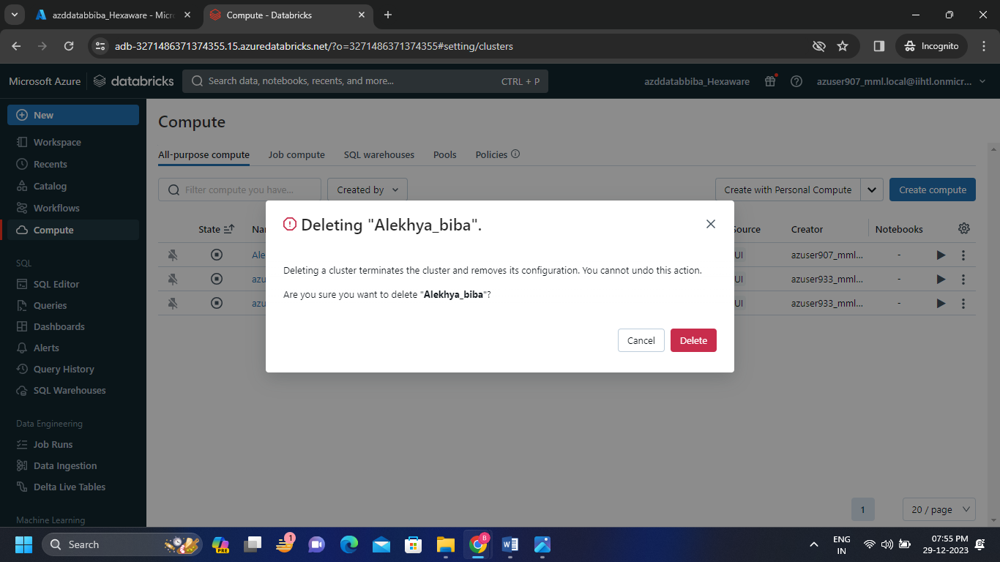 azddatabbiba_Hexaware - Micr
Compute - Databricks
adb-3271486371374355.15.azuredatabricks.net/?o=3271486371374355#setting/clusters
Incognito
Microsoft Azure
databricks
Search data, notebooks, recents, and more...
CTRL + P
azddatabbiba_Hexaware
azuser907_mml.local@iihtl.onmicr...
New
Workspace
Recents
Catalog
Workflows
Compute
SQL
SQL Editor
Queries
Dashboards
Alerts
Query History
SQL Warehouses
Data Engineering
Job Runs
Data Ingestion
Delta Live Tables
Machine Learning
Compute
All-purpose compute Job compute SQL warehouses Pools Policies
Filter compute you have...
Created by
Create with Personal Compute
Create compute
State Creator Notebooks
Ale UI azuser907_mml... -
azu UI azuser933_mml... -
azu UI azuser933_mml... -
Deleting "Alekhya_biba".
Deleting a cluster terminates the cluster and removes its configuration. You cannot undo this action.
Are you sure you want to delete "Alekhya_biba"?
Cancel Delete
1
20 / page
Search
PRE
1
8
ENG
IN
07:55 PM
29-12-2023